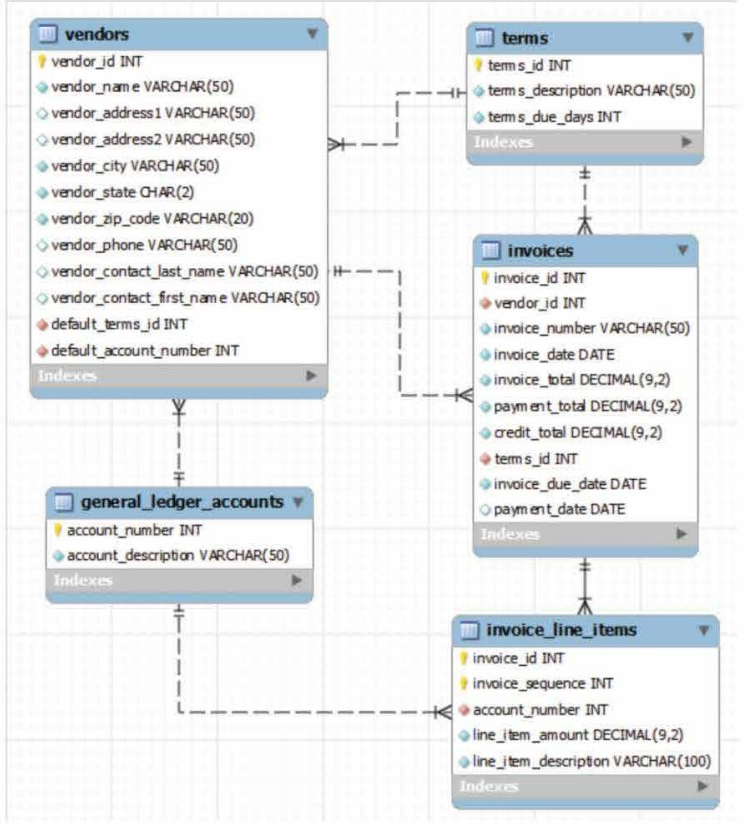 vendors
vendor_id INT
vendor_name VARCHAR(50)
vendor_address1 VARCHAR(50)
vendor_address2 VARCHAR(50)
vendor_city VARCHAR(50)
vendor_state CHAR(2)
vendor_zip_code VARCHAR(20)
vendor_phone VARCHAR(50)
vendor_contact_last_name VARCHAR(50)
vendor_contact_first_name VARCHAR(50)
default_terms_id INT
default_account_number INT
Indexes
terms
terms_id INT
terms_description VARCHAR(50)
terms_due_days INT
Indexes
invoices
invoice_id INT
vendor_id INT
invoice_number VARCHAR(50)
invoice_date DATE
invoice_total DECIMAL(9,2)
payment_total DECIMAL(9,2)
credit_total DECIMAL(9,2)
terms_id INT
invoice_due_date DATE
payment_date DATE
Indexes
general_ledger_accounts
account_number INT
account_description VARCHAR(50)
Indexes
invoice_line_items
invoice_id INT
invoice_sequence INT
account_number INT
line_item_amount DECIMAL(9,2)
line_item_description VARCHAR(100)
Indexes